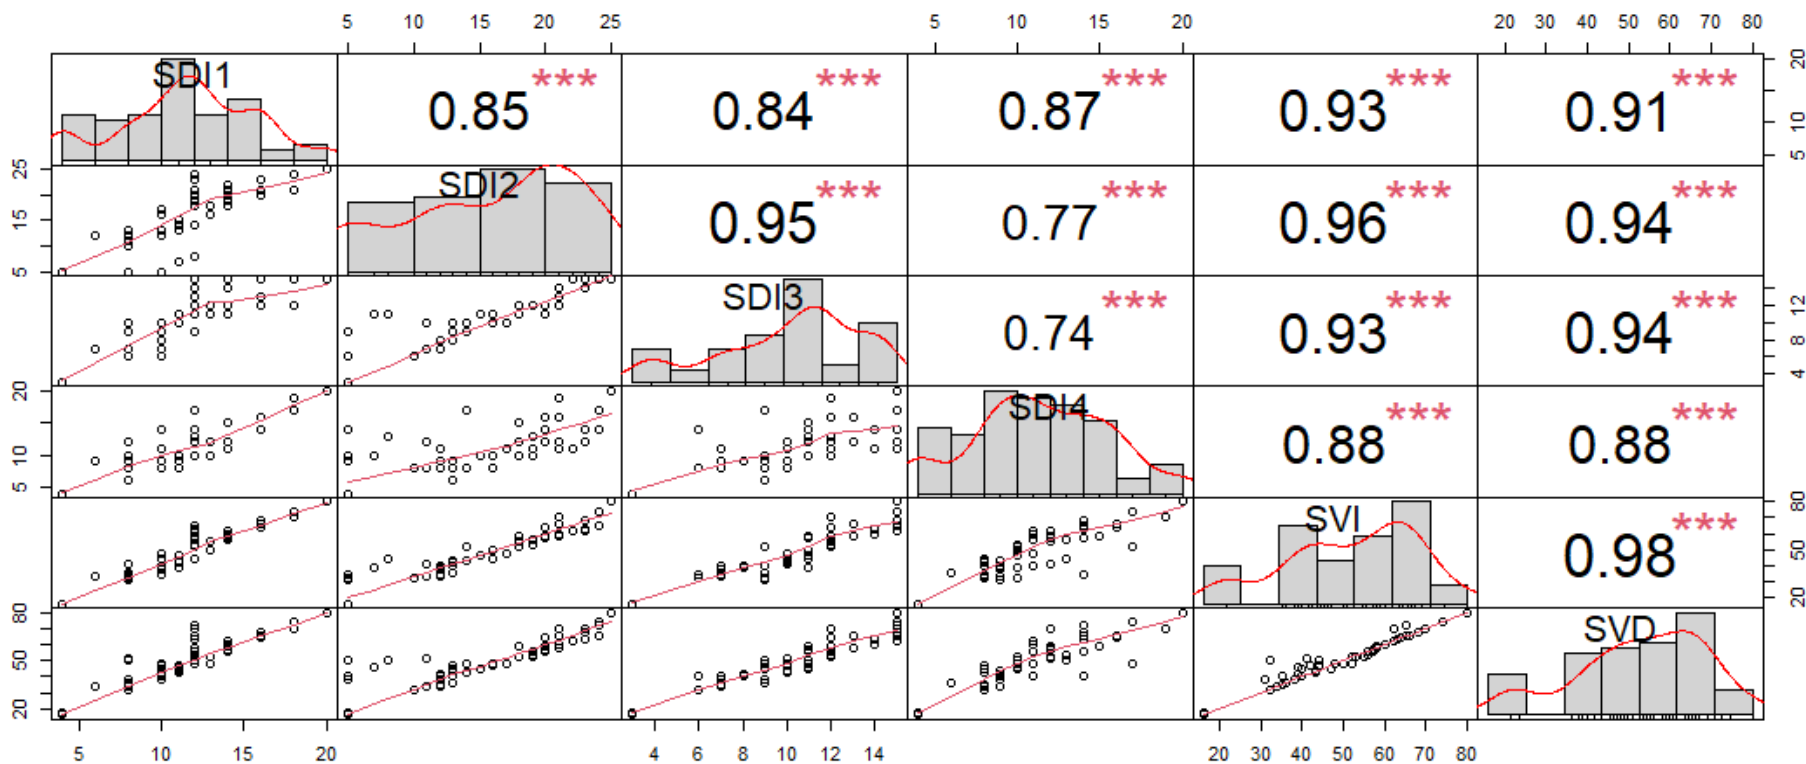 5 10 15 20 25 5 10 15 20 20 30 40 50 60 70 80
SDI1 0.85*** 0.84*** 0.87*** 0.93*** 0.91*** 5 10 20
5 15 25 SDI2 0.95*** 0.77*** 0.96*** 0.94***
SDI3 0.74*** 0.93*** 0.94*** 4 8 12
5 10 20 SDI4 0.88*** 0.88***
SVI 0.98*** 20 50 80
20 50 80 SVD
5 10 15 20 4 6 8 10 12 14 20 30 40 50 60 70 80